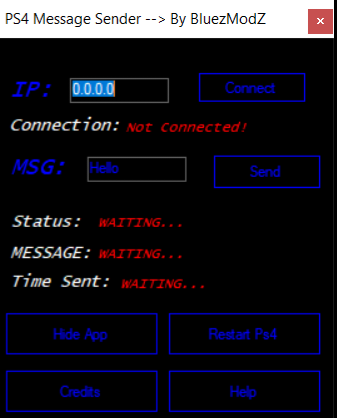 PS4 Message Sender --> By BluezModZ
×
IP: 0.0.0.0 Connect
Connection: Not Connected!
MSG: Hello Send
Status: WAITING...
MESSAGE: WAITING...
Time Sent: WAITING...
Hide App Restart Ps4
Credits Help